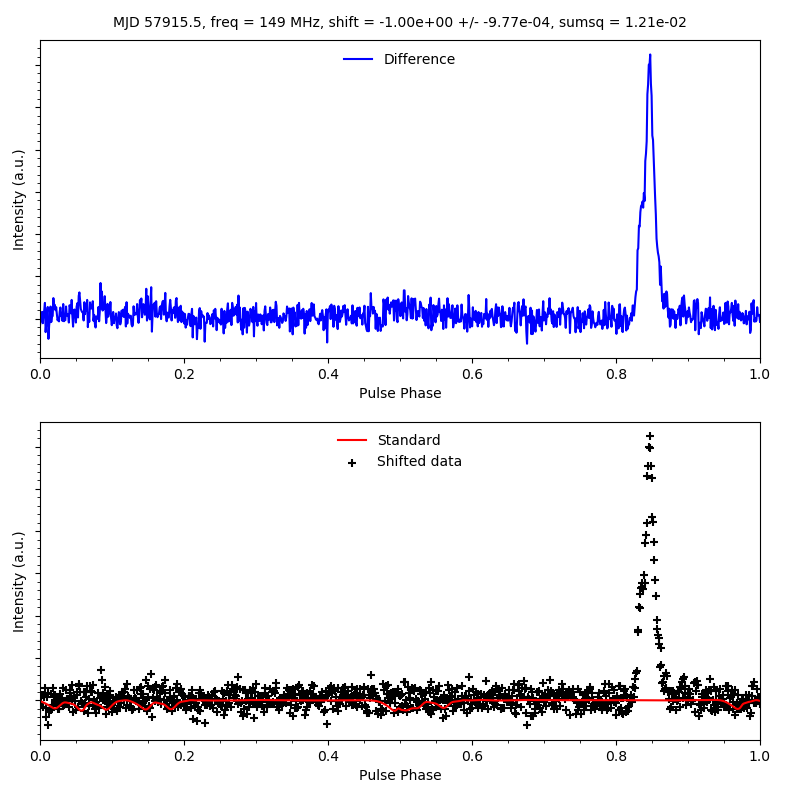 MJD 57915.5, freq = 149 MHz, shift = -1.00e+00 +/- -9.77e-04, sumsq = 1.21e-02
Difference
Intensity (a.u.)
0.0 0.2 0.4 0.6 0.8 1.0
Pulse Phase
Standard
Shifted data
Intensity (a.u.)
0.0 0.2 0.4 0.6 0.8 1.0
Pulse Phase